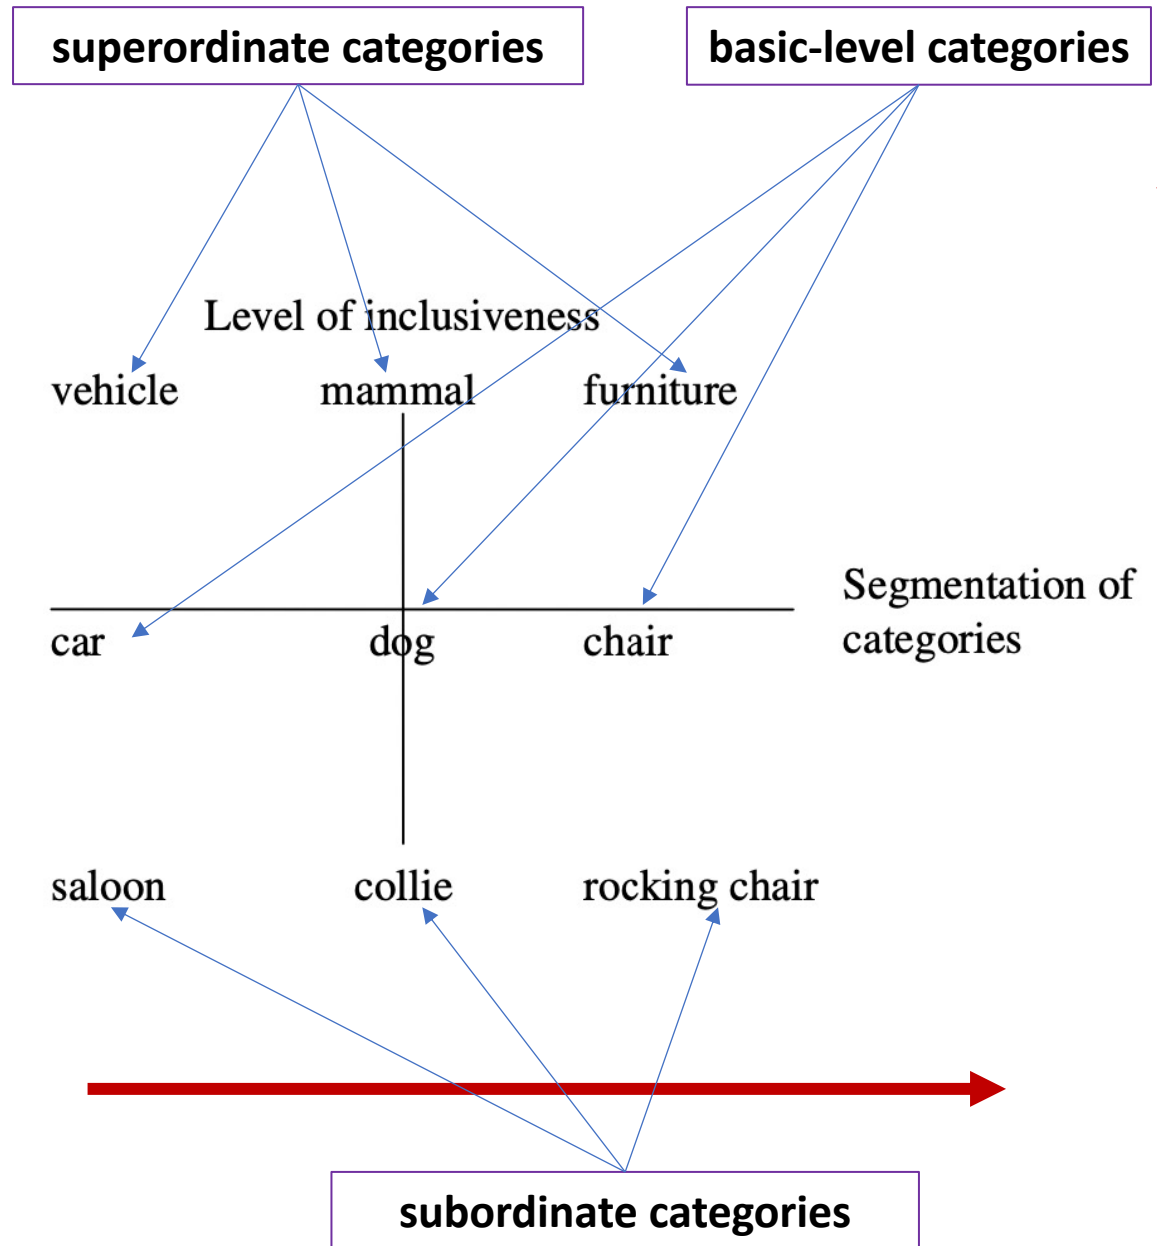 superordinate categories
basic-level categories
Level of inclusiveness
vehicle
mammal
furniture
Segmentation of
categories
car
dog
chair
saloon
collie
rocking chair
subordinate categories